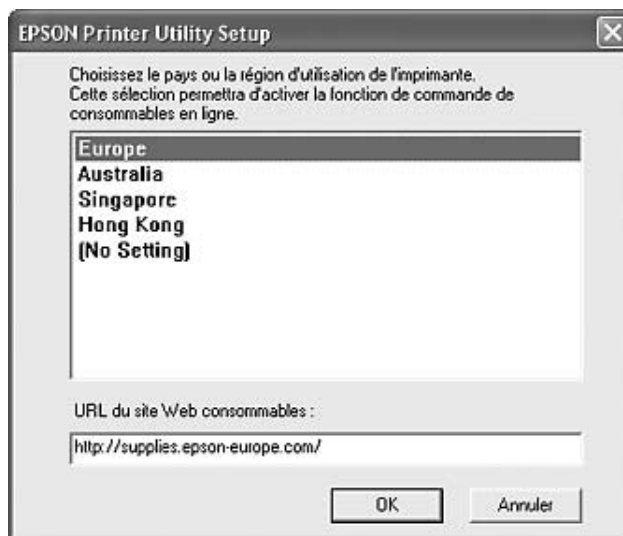 EPSON Printer Utility Setup
Choisissez le pays ou la région d'utilisation de l'imprimante.
Cette sélection permettra d'activer la fonction de commande de
consommables en ligne.
Europe
Australia
Singapore
Hong Kong
(No Setting)
URL du site Web consommables :
http://supplies.epson-europe.com/
OK
Annuler